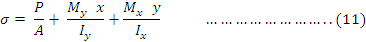 σ = P/A + M_y x/I_y + M_x y/I_x ……………………….. (11)